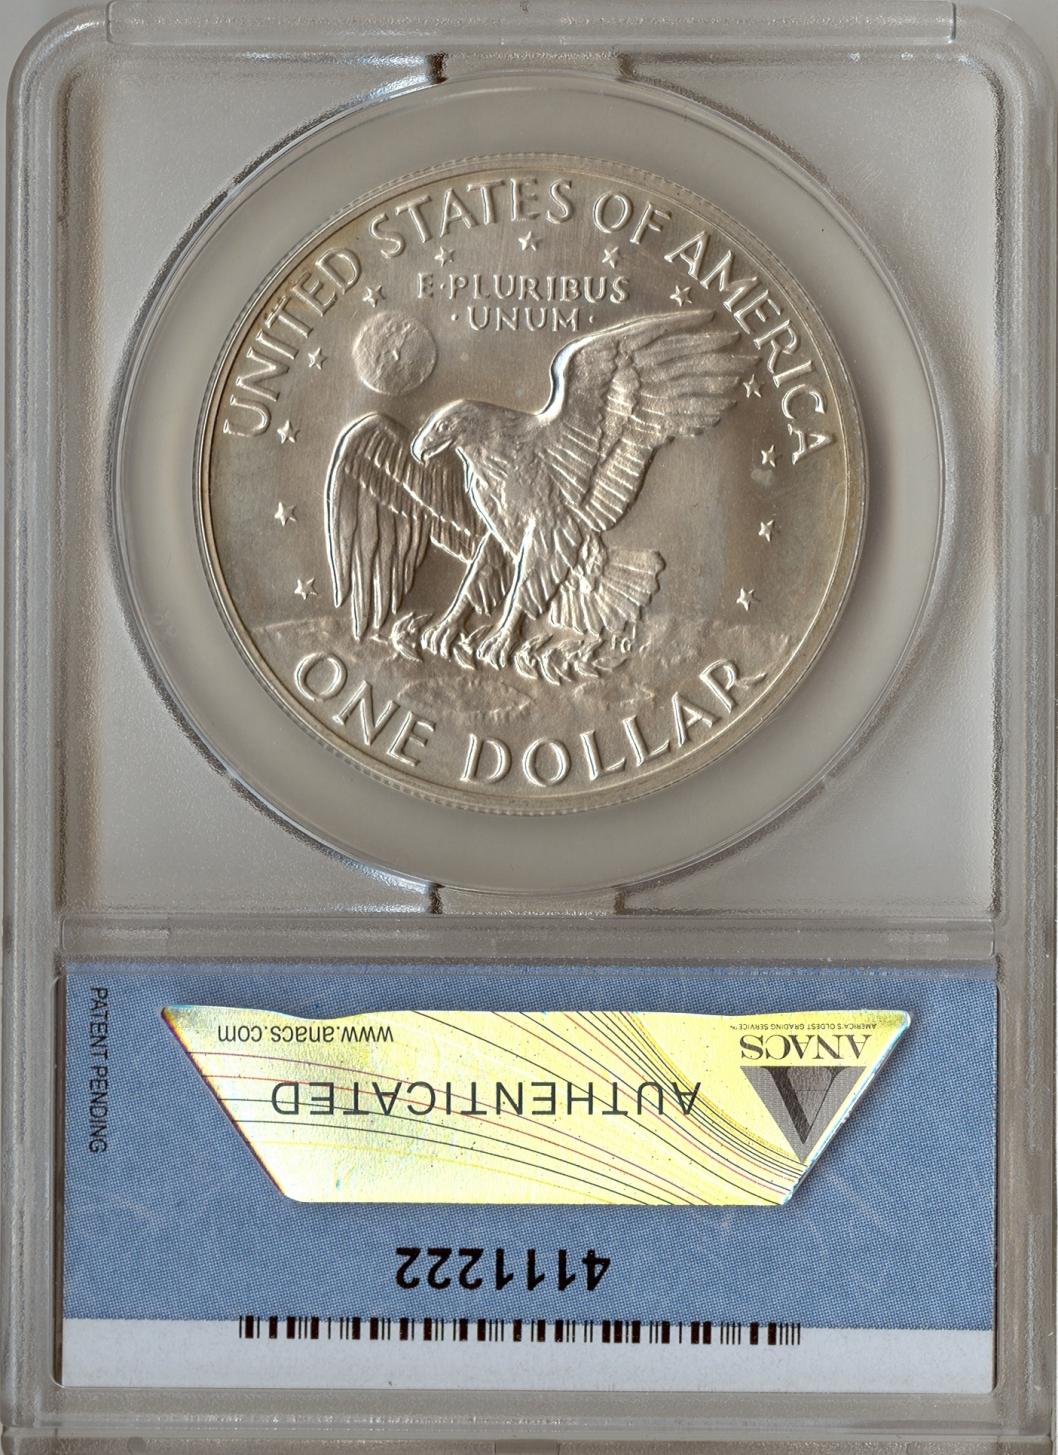 UNITED STATES OF AMERICA
E·PLURIBUS
·UNUM·
ONE DOLLAR
PATENT PENDING
ANACS
AMERICA'S OLDEST GRADING SERVICE™
www.anacs.com
AUTHENTICATED
4111222